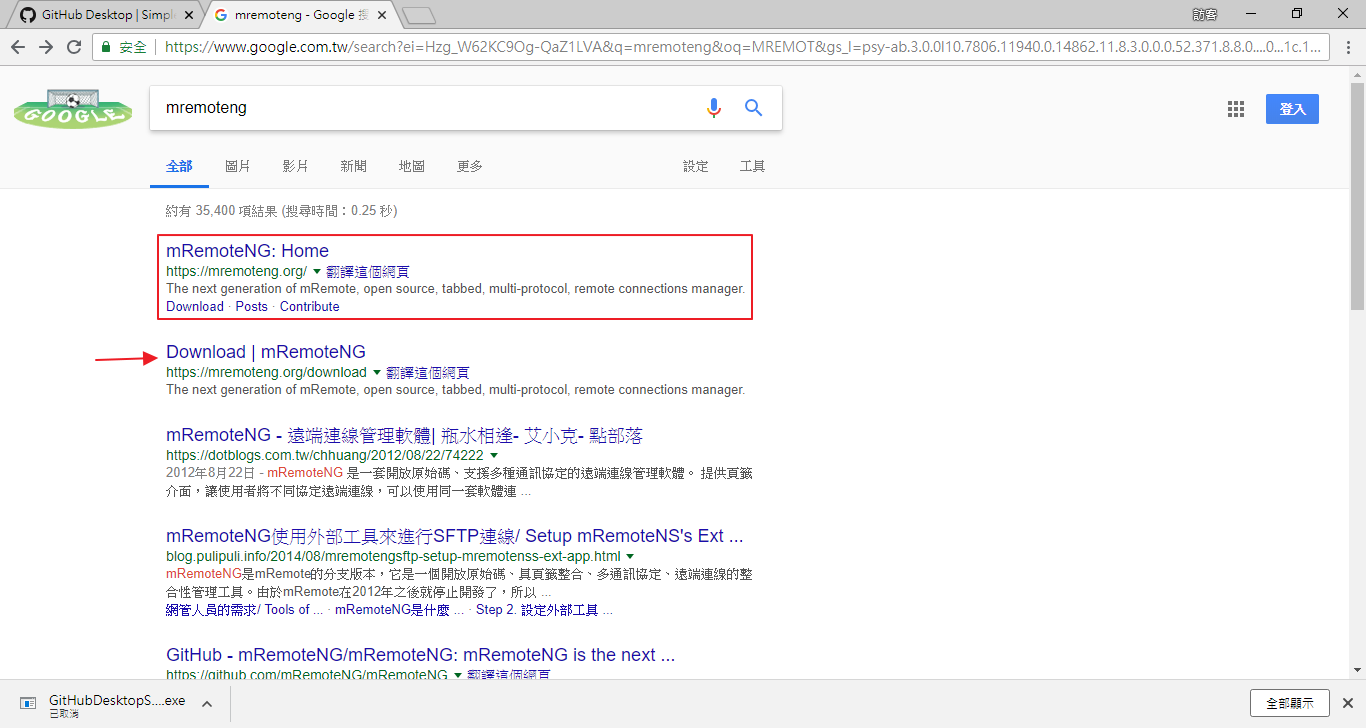 GitHub Desktop | Simpl
mremoteng - Google 搜
訪客
安全 https://www.google.com.tw/search?ei=Hzg_W62KC9Og-QaZ1LVA&q=mremoteng&oq=MREMOT&gs_l=psy-ab.3.0.0l10.7806.11940.0.14862.11.8.3.0.0.0.52.371.8.8.0....0...1c.1...
GOOGLE
mremoteng
登入
全部 圖片 影片 新聞 地圖 更多 設定 工具
約有 35,400 項結果 (搜尋時間:0.25 秒)
mRemoteNG: Home
https://mremoteng.org/ ▼ 翻譯這個網頁
The next generation of mRemote, open source, tabbed, multi-protocol, remote connections manager.
Download · Posts · Contribute
Download | mRemoteNG
https://mremoteng.org/download ▼ 翻譯這個網頁
The next generation of mRemote, open source, tabbed, multi-protocol, remote connections manager.
mRemoteNG - 遠端連線管理軟體| 瓶水相逢- 艾小克- 點部落
https://dotblogs.com.tw/chhuang/2012/08/22/74222 ▼
2012年8月22日 - mRemoteNG 是一套開放原始碼、支援多種通訊協定的遠端連線管理軟體。 提供頁籤
介面，讓使用者將不同協定遠端連線，可以使用同一套軟體連 ...
mRemoteNG使用外部工具來進行SFTP連線/ Setup mRemoteNS's Ext ...
blog.pulipuli.info/2014/08/mremotengsftp-setup-mremotenss-ext-app.html ▼
mRemoteNG是mRemote的分支版本，它是一個開放原始碼、具頁籤整合、多通訊協定、遠端連線的整
合性管理工具。由於mRemote在2012年之後就停止開發了，所以 ...
網管人員的需求/ Tools of ... · mRemoteNG是什麼 ... · Step 2. 設定外部工具 ...
GitHub - mRemoteNG/mRemoteNG: mRemoteNG is the next ...
https://github.com/mRemoteNG/mRemoteNG ▼ 翻譯這個網頁
GitHubDesktopS....exe
已取消
全部顯示